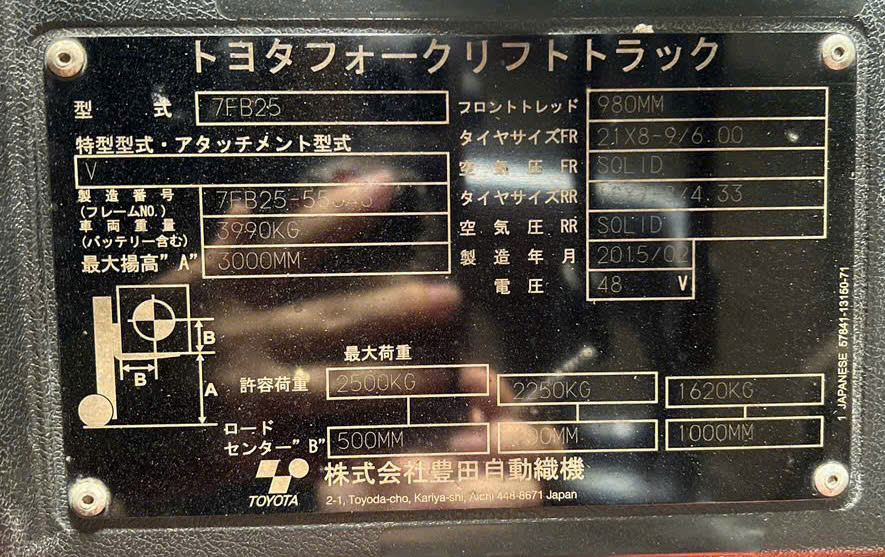 トヨタフォークリフトトラック
型 式 7FB25
特型型式・アタッチメント型式
V
製造番号
(フレームNO.)
車両重量 3990KG
(バッテリー含む)
最大揚高"A" 3000MM
フロントトレッド 980MM
タイヤサイズFR 21X8-9/6.00
空気圧 FR SOLID
タイヤサイズRR
空気圧 RR SOLID
製造年月 2015/02
電圧 48 V
B
B
A
最大荷重
許容荷重 2500KG 2250KG 1620KG
ロード
センター"B" 500MM 1000MM
TOYOTA
株式会社豊田自動織機
2-1, Toyoda-cho, Kariya-shi, Aichi 448-8671 Japan
1 JAPANESE 57841-13150-71